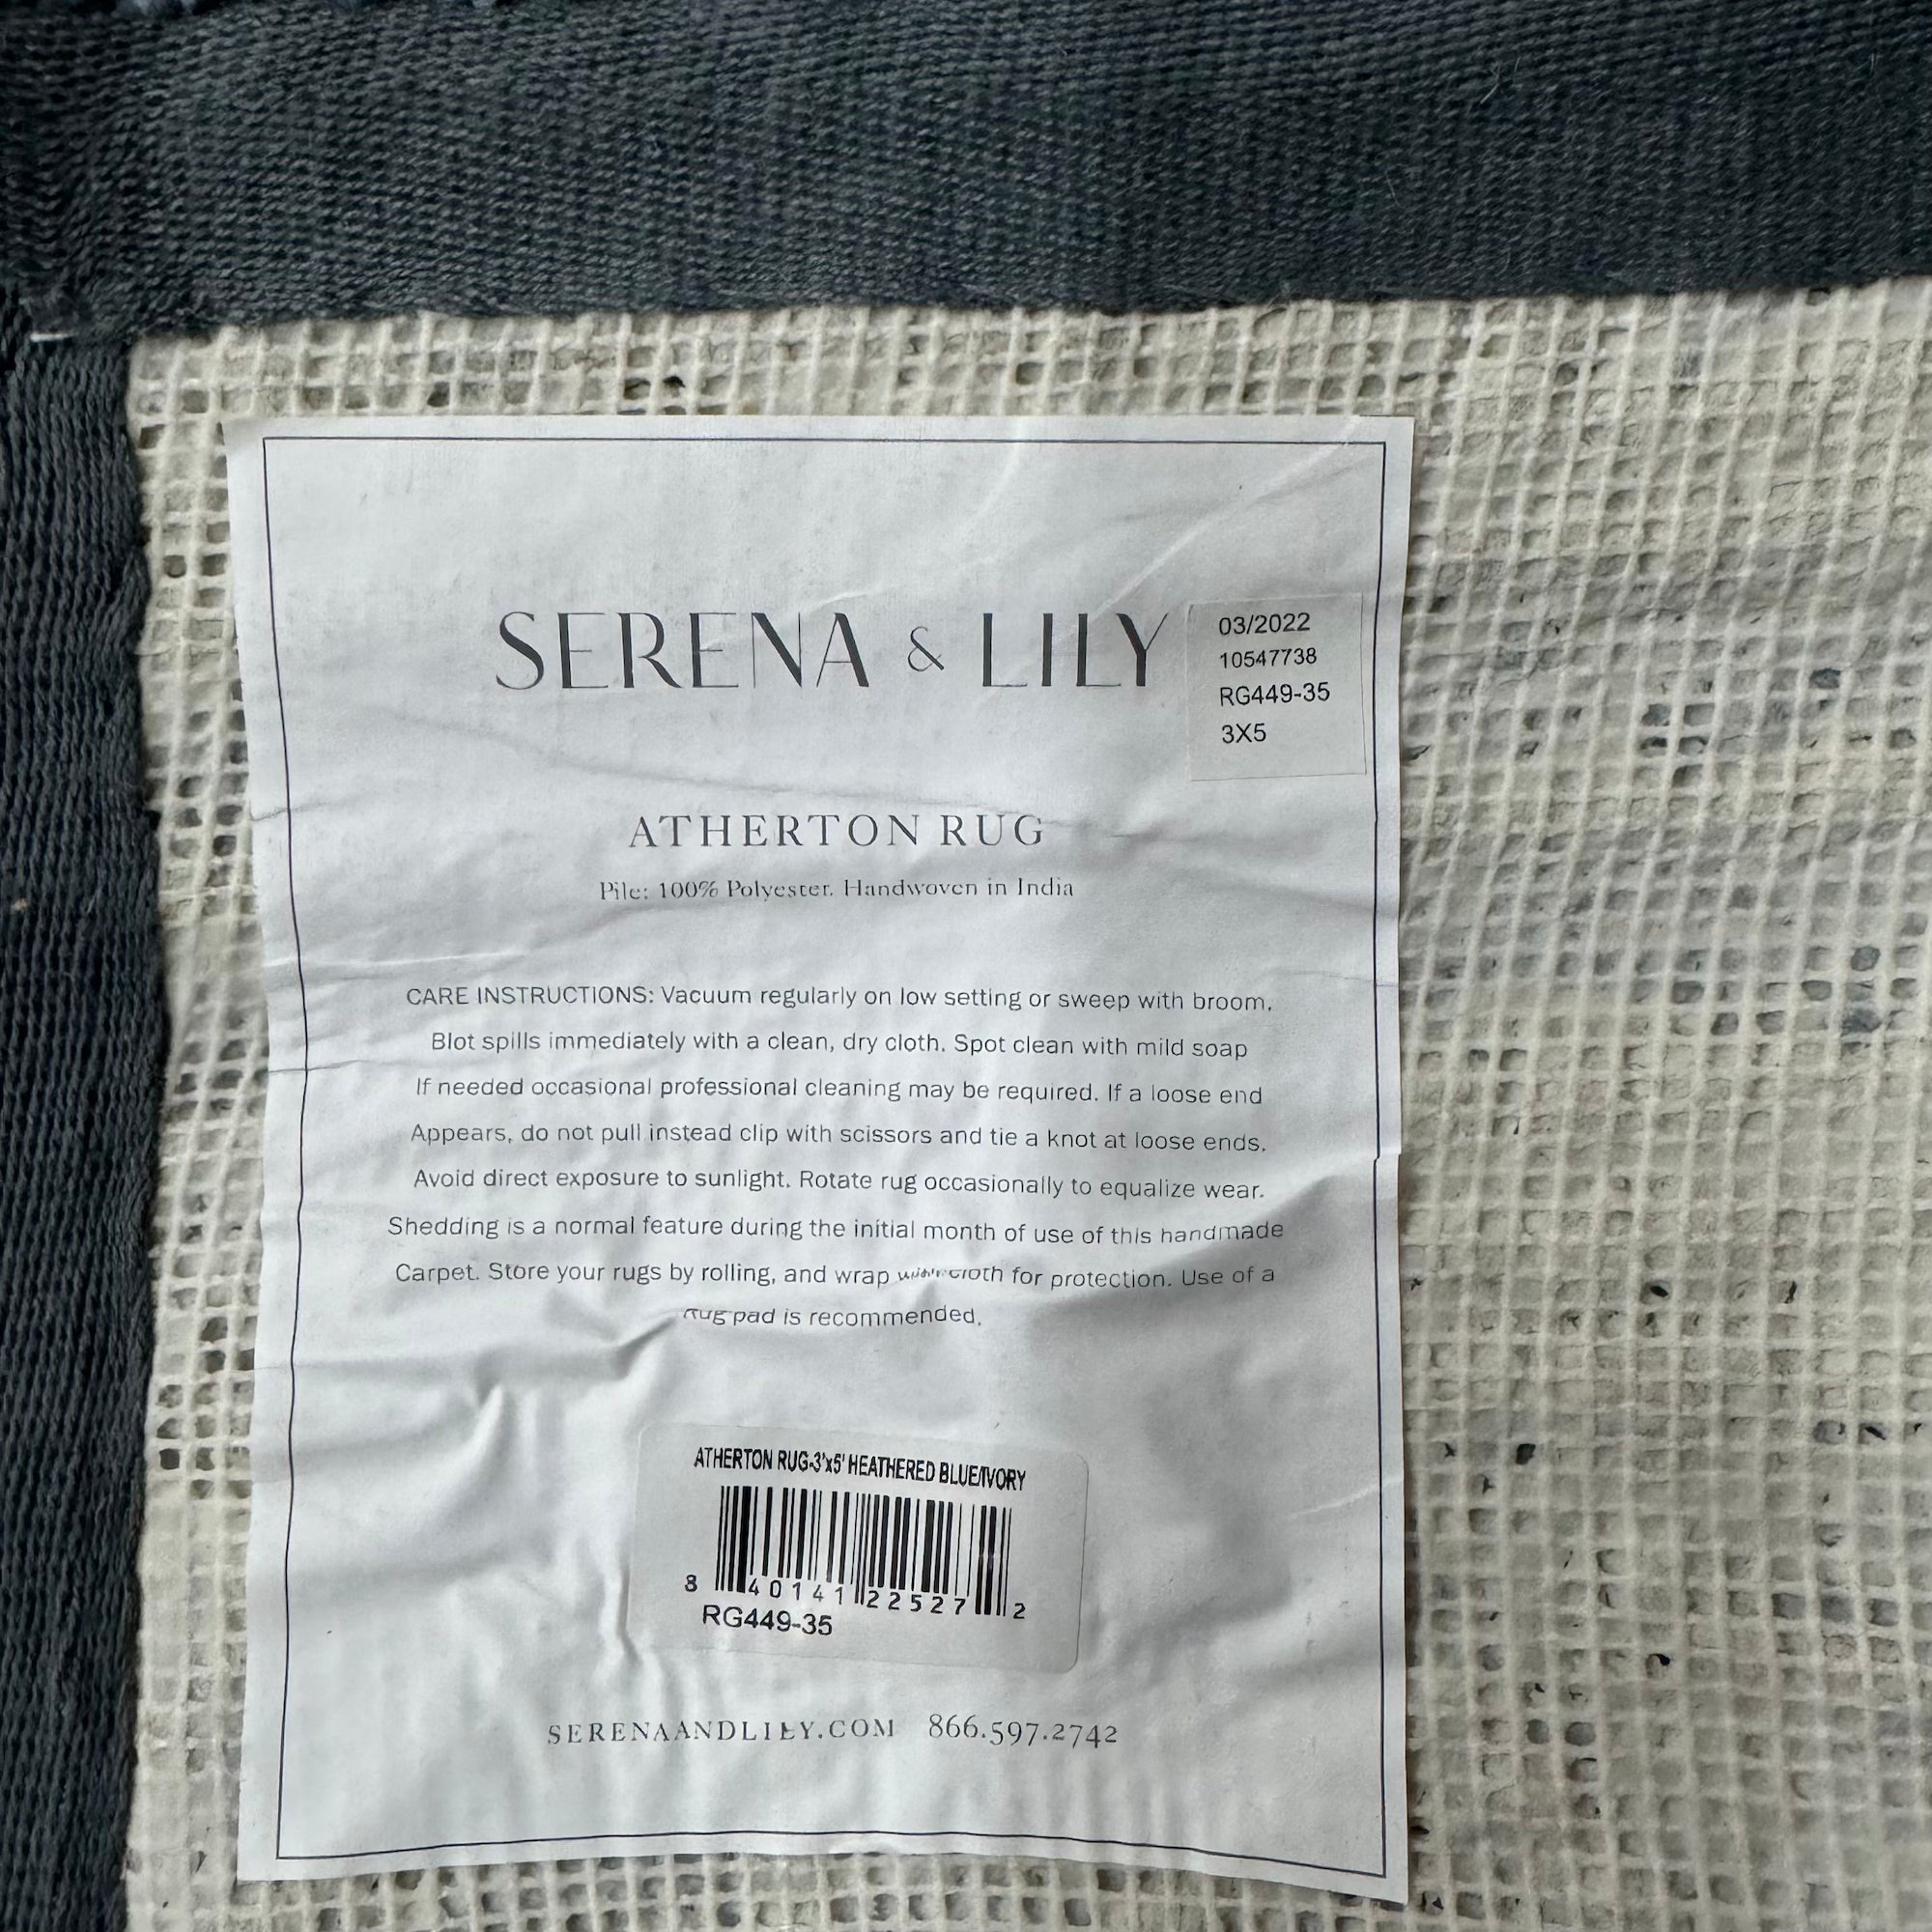 SERENA & LILY
03/2022
10547738
RG449-35
3X5
ATHERTON RUG
Pile: 100% Polyester. Handwoven in India
CARE INSTRUCTIONS: Vacuum regularly on low setting or sweep with broom.
Blot spills immediately with a clean, dry cloth. Spot clean with mild soap
If needed occasional professional cleaning may be required. If a loose end
Appears, do not pull instead clip with scissors and tie a knot at loose ends.
Avoid direct exposure to sunlight. Rotate rug occasionally to equalize wear.
Shedding is a normal feature during the initial month of use of this handmade
Carpet. Store your rugs by rolling, and wrap with cloth for protection. Use of a
Rug pad is recommended.
ATHERTON RUG-3'x5' HEATHERED BLUE/IVORY
8 40141 22527 2
RG449-35
SERENAANDLILY.COM 866.597.2742